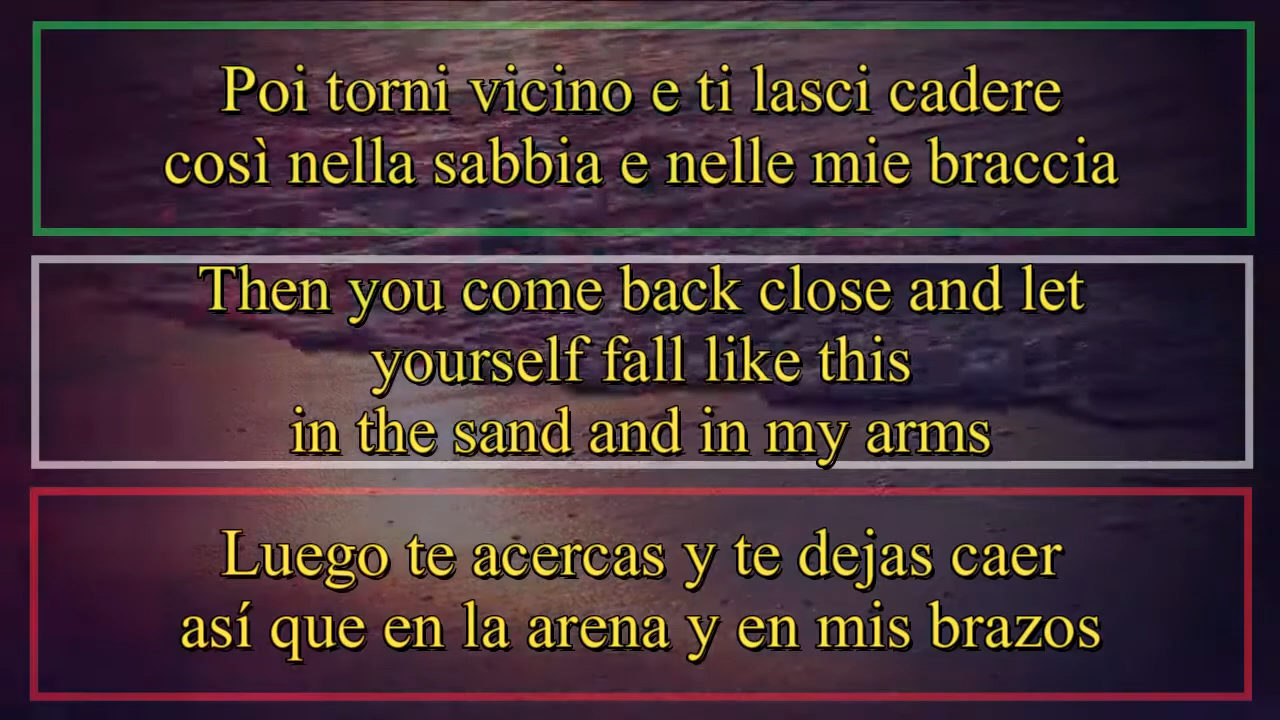 Poi torni vicino e ti lasci cadere
così nella sabbia e nelle mie braccia
Then you come back close and let
yourself fall like this
in the sand and in my arms
Luego te acercas y te dejas caer
así que en la arena y en mis brazos